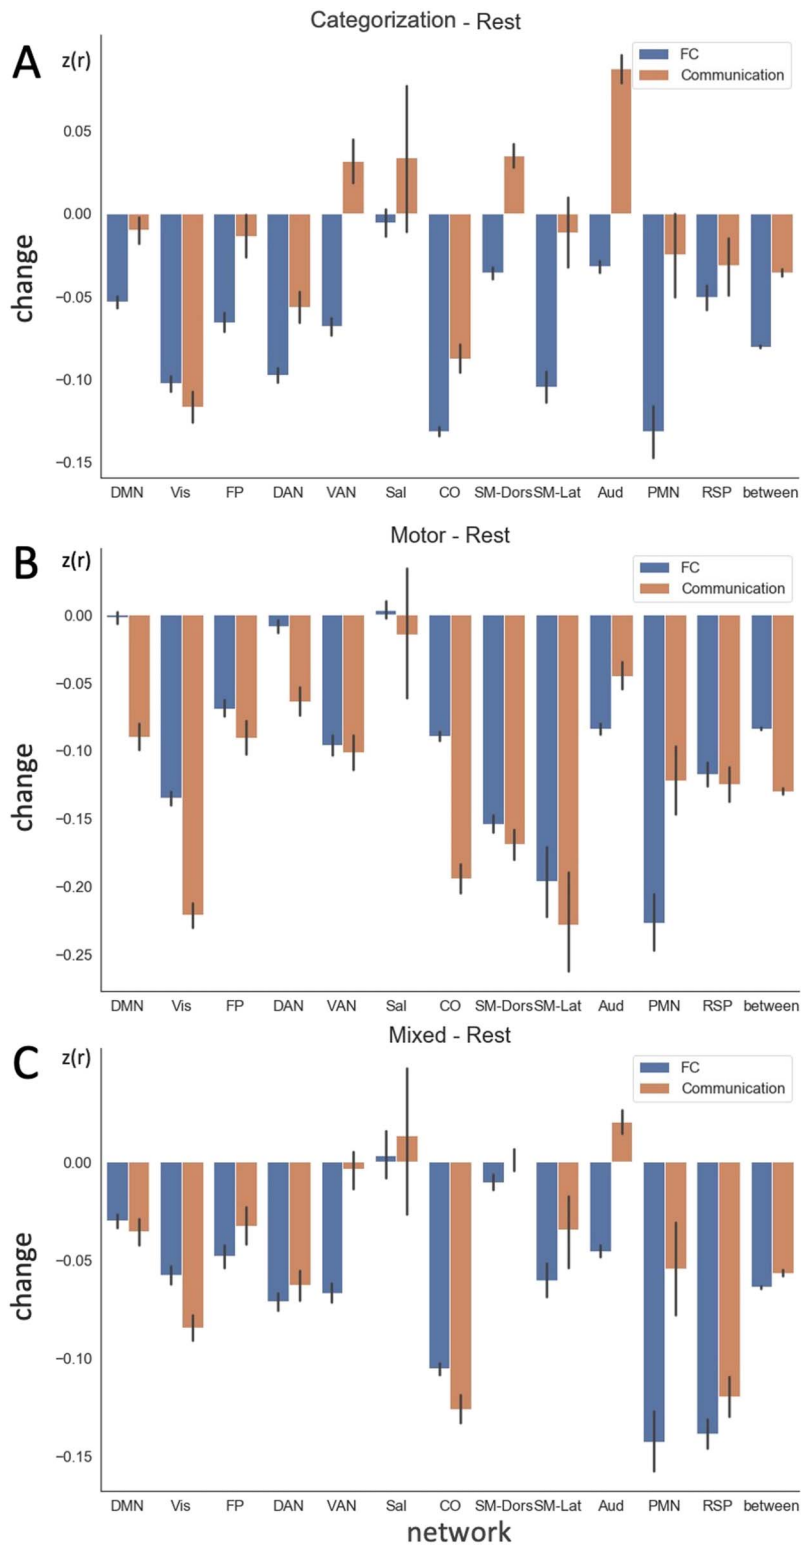 Categorization - Rest
A
z(r)
FC
Communication
0.05
0.00
−0.05
−0.10
−0.15
change
DMN Vis FP DAN VAN Sal CO SM-Dors SM-Lat Aud PMN RSP between
Motor - Rest
B
z(r)
FC
Communication
0.00
−0.05
−0.10
−0.15
−0.20
−0.25
change
DMN Vis FP DAN VAN Sal CO SM-Dors SM-Lat Aud PMN RSP between
Mixed - Rest
C
z(r)
FC
Communication
0.00
−0.05
−0.10
−0.15
change
DMN Vis FP DAN VAN Sal CO SM-Dors SM-Lat Aud PMN RSP between
network